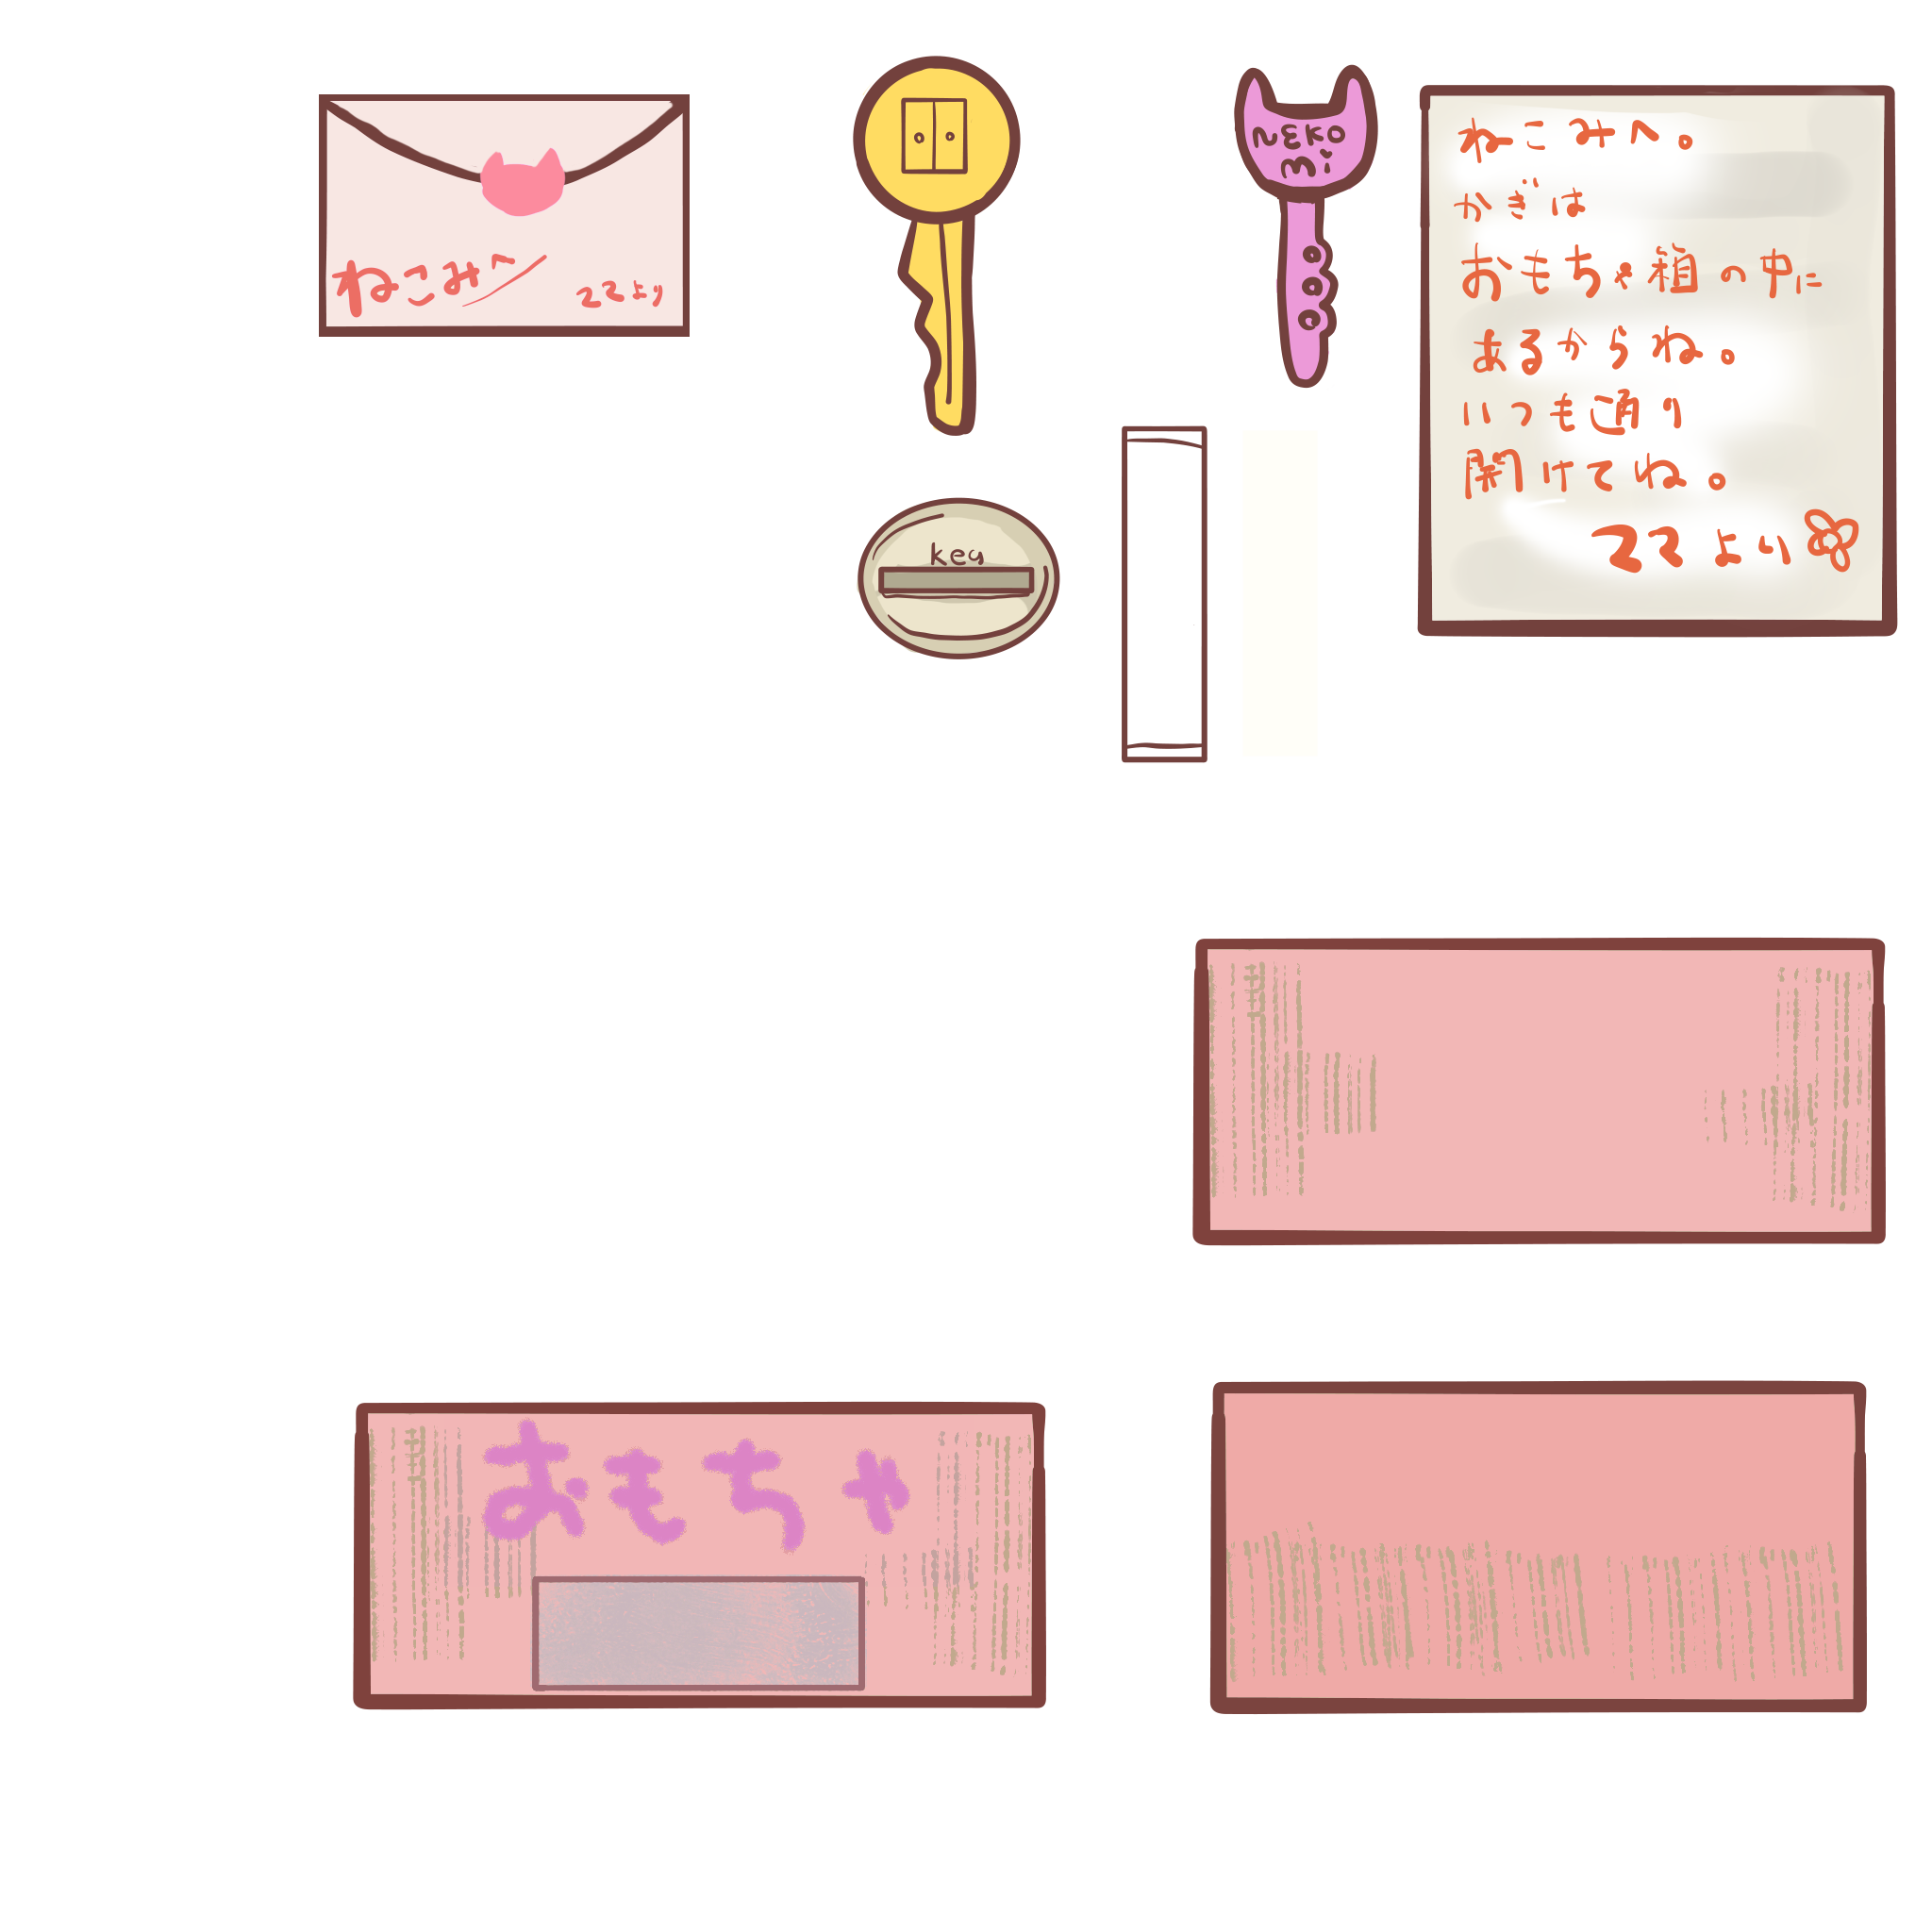 ねこみへ
ママより
NEKO
mi
ねこみへ。
かぎは
おもちゃ箱の中に
あるからね。
いつも通り
開けてね。
ママより
key
おもちゃ